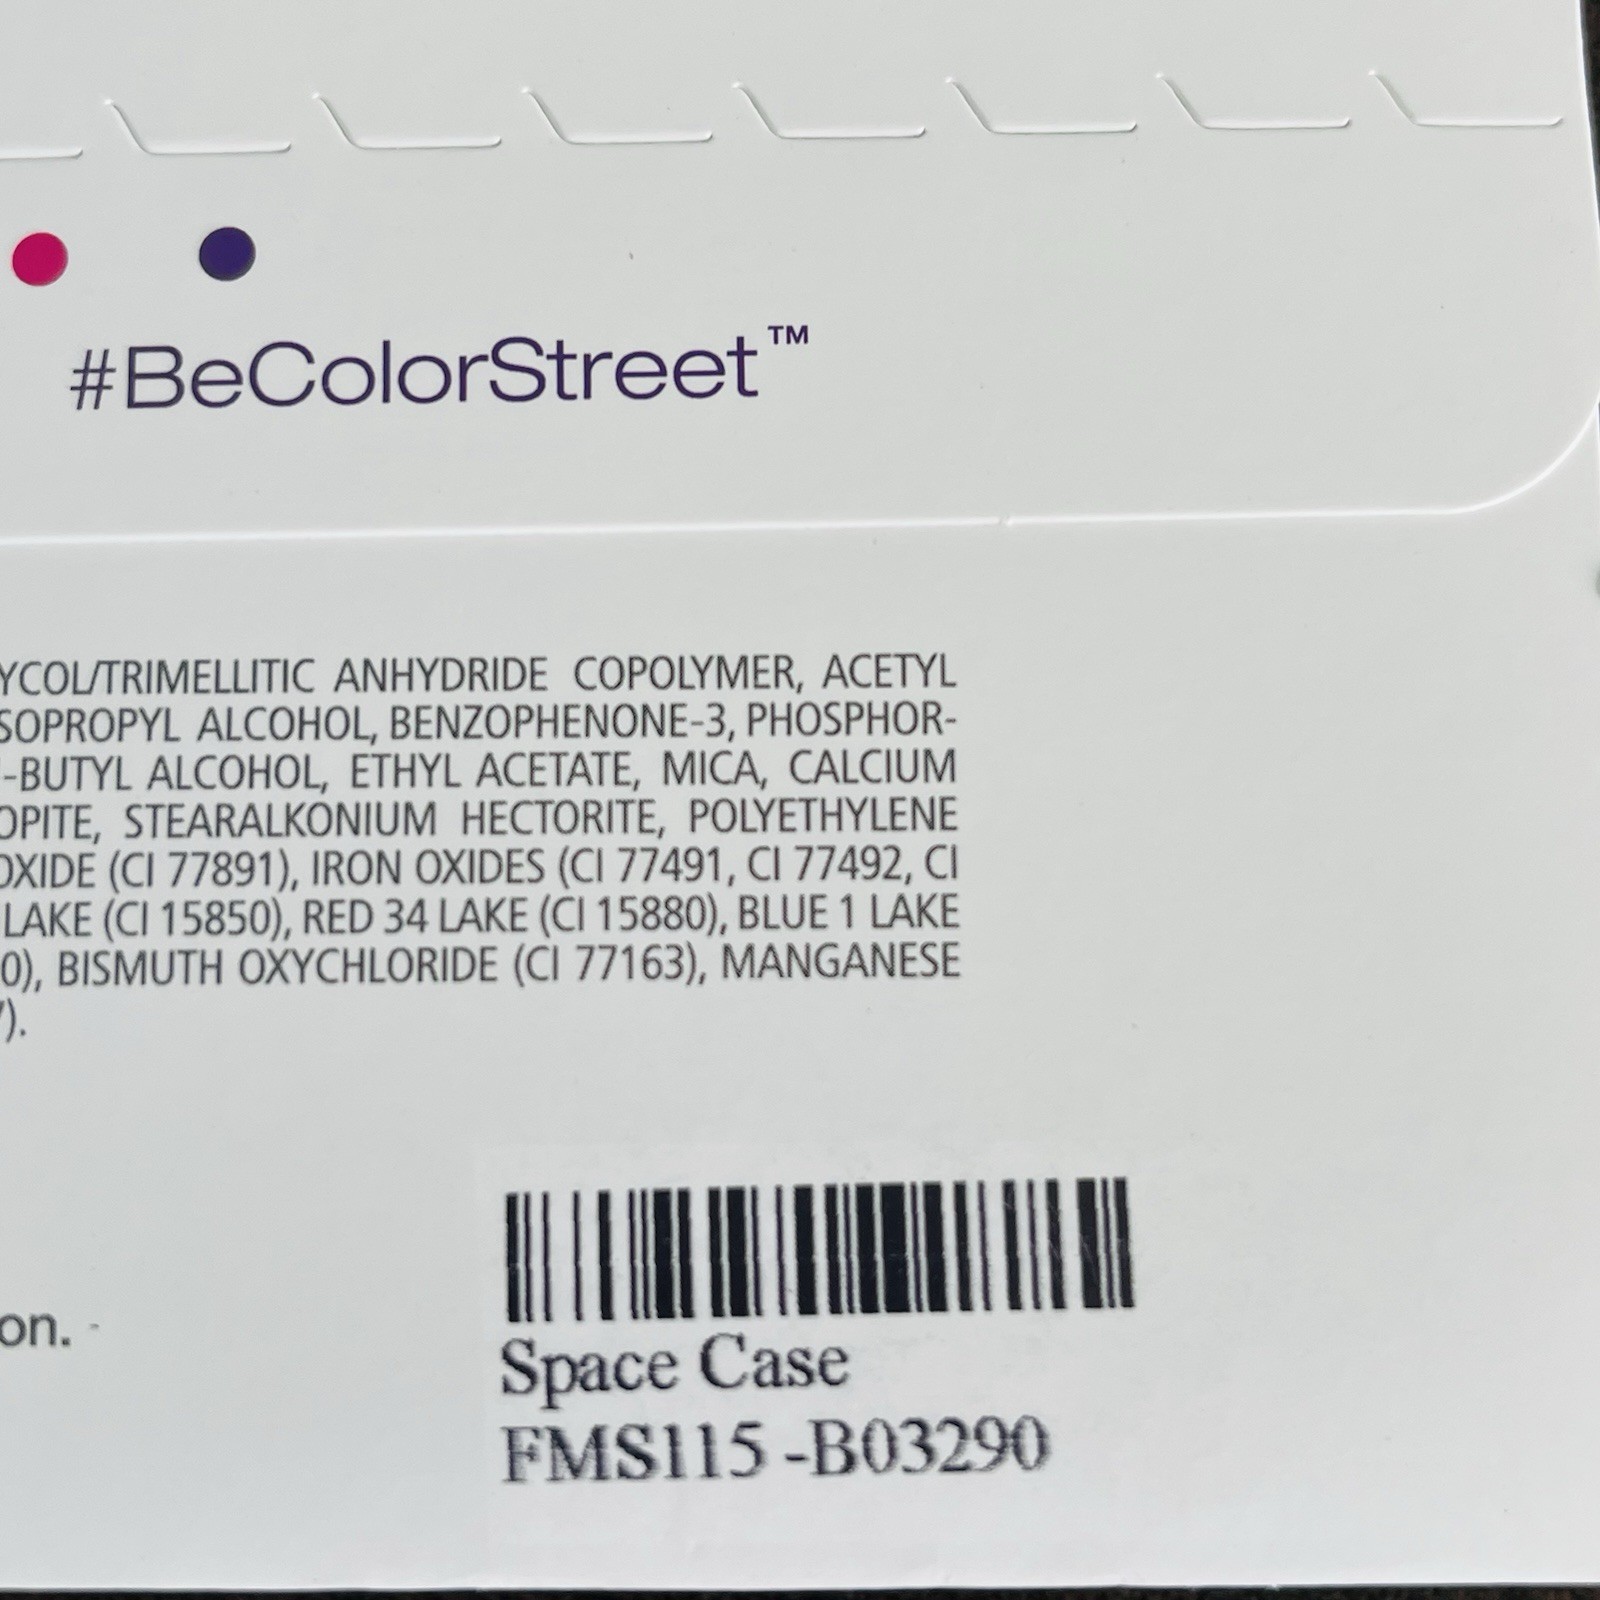 #BeColorStreet™
YCOL/TRIMELLITIC ANHYDRIDE COPOLYMER, ACETYL
SOPROPYL ALCOHOL, BENZOPHENONE-3, PHOSPHOR-
-BUTYL ALCOHOL, ETHYL ACETATE, MICA, CALCIUM
OPITE, STEARALKONIUM HECTORITE, POLYETHYLENE
OXIDE (CI 77891), IRON OXIDES (CI 77491, CI 77492, CI
LAKE (CI 15850), RED 34 LAKE (CI 15880), BLUE 1 LAKE
0), BISMUTH OXYCHLORIDE (CI 77163), MANGANESE
).
on.
Space Case
FMS115 -B03290